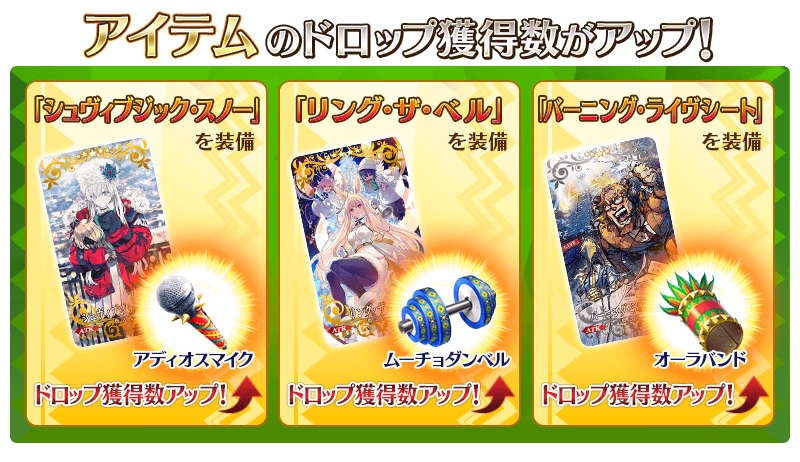 アイテムのドロップ獲得数がアップ!
「シュヴィブジック・スノー」
を装備
ATK
アディオスマイク
ドロップ獲得数アップ!
「リング・ザ・ベル」
を装備
ATK
ムーチョダンベル
ドロップ獲得数アップ!
「バーニング・ライヴシート」
を装備
ATK
オーラバンド
ドロップ獲得数アップ!